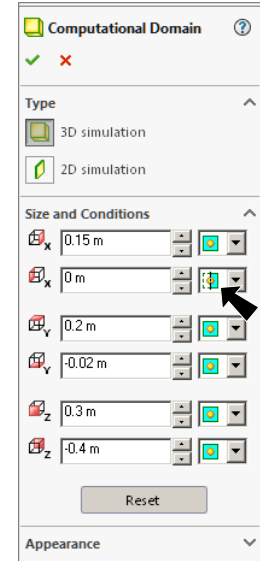 Computational Domain
Type
3D simulation
2D simulation
Size and Conditions
X 0.15 m
X 0 m
Y 0.2 m
Y -0.02 m
Z 0.3 m
Z -0.4 m
Reset
Appearance